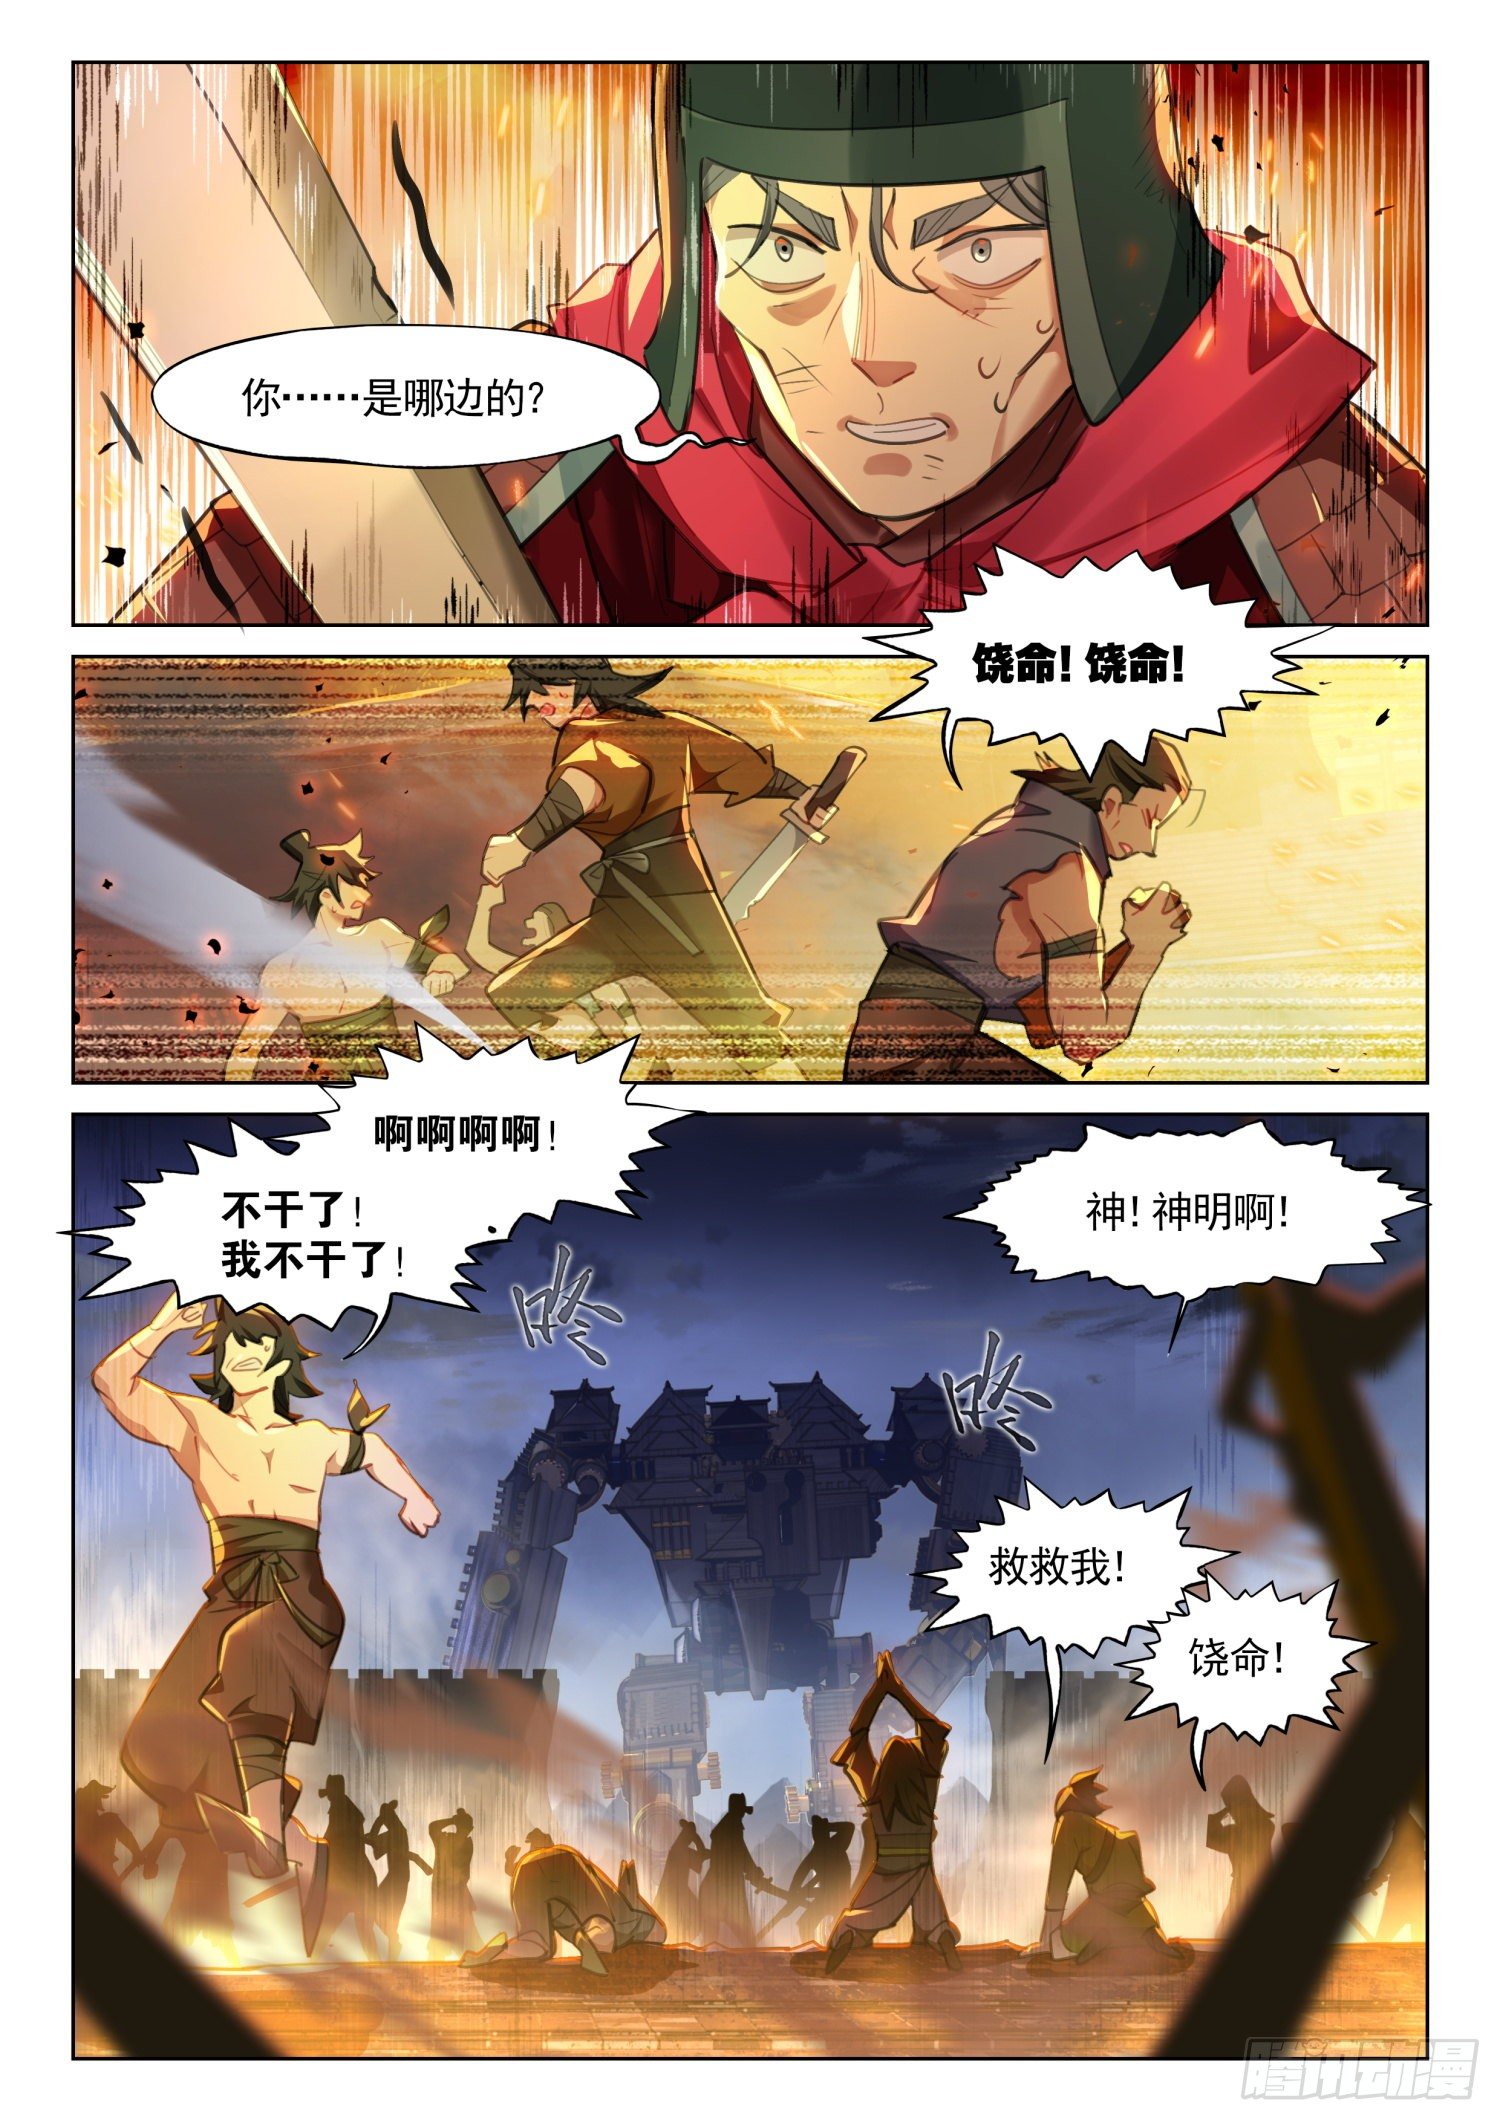 你……是哪边的?
饶命! 饶命!
啊啊啊啊!
不干了!
我不干了!
神! 神明啊!
咚
咚
救救我!
饶命!
腾讯动漫